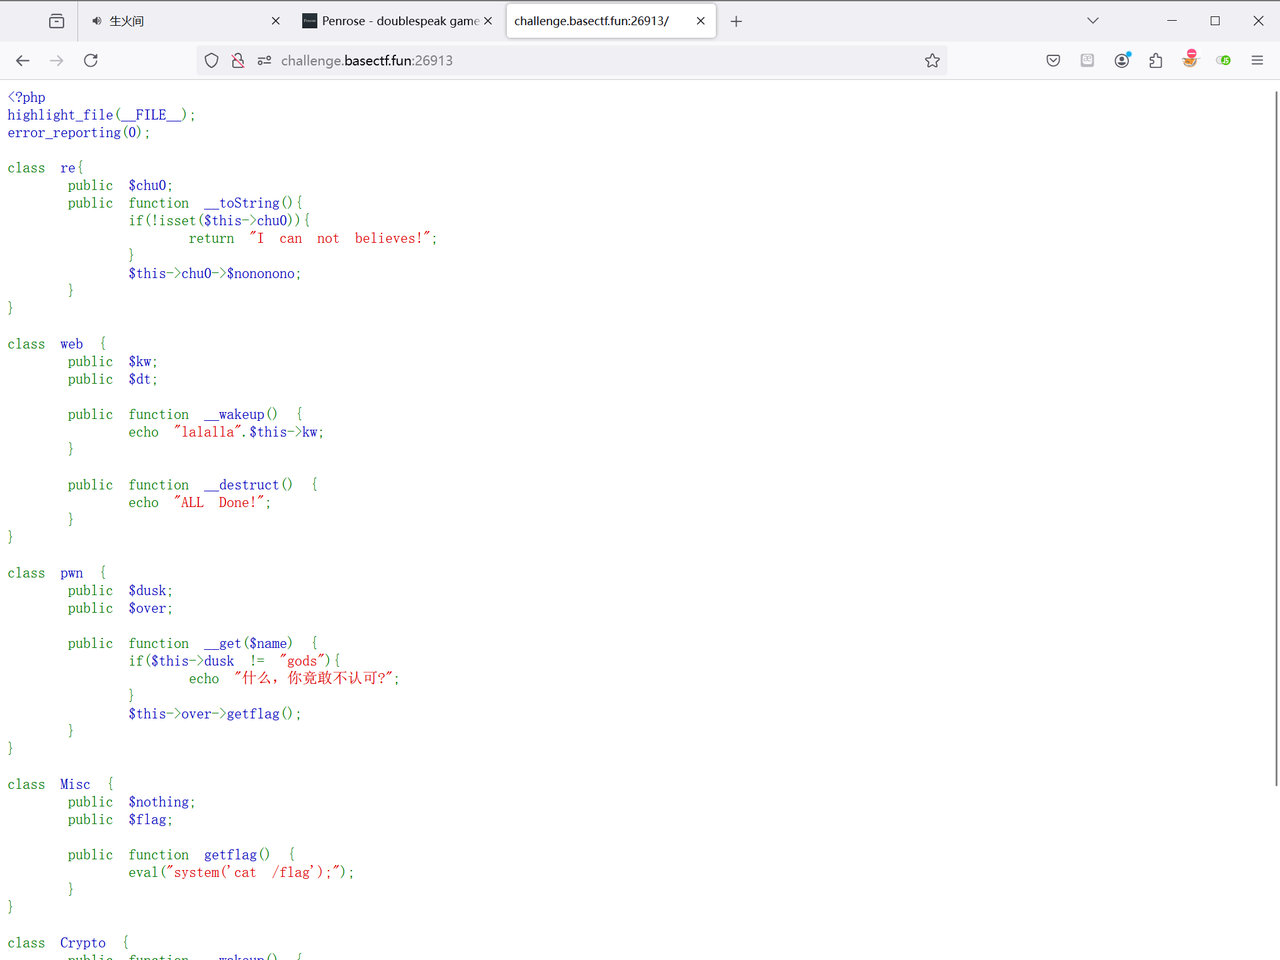 生火间
Penrose - doublespeak game
challenge.basectf.fun:26913/
challenge.basectf.fun:26913
<?php
highlight_file(__FILE__);
error_reporting(0);
class re{
public $chu0;
public function __toString(){
if(!isset($this->chu0)){
return "I can not believes!";
}
$this->chu0->$nononono;
}
}
class web {
public $kw;
public $dt;
public function __wakeup() {
echo "lalalla".$this->kw;
}
public function __destruct() {
echo "ALL Done!";
}
}
class pwn {
public $dusk;
public $over;
public function __get($name) {
if($this->dusk != "gods"){
echo "什么，你竟敢不认可?";
}
$this->over->getflag();
}
}
class Misc {
public $nothing;
public $flag;
public function getflag() {
eval("system('cat /flag');");
}
}
class Crypto {
public function __wakeup() {